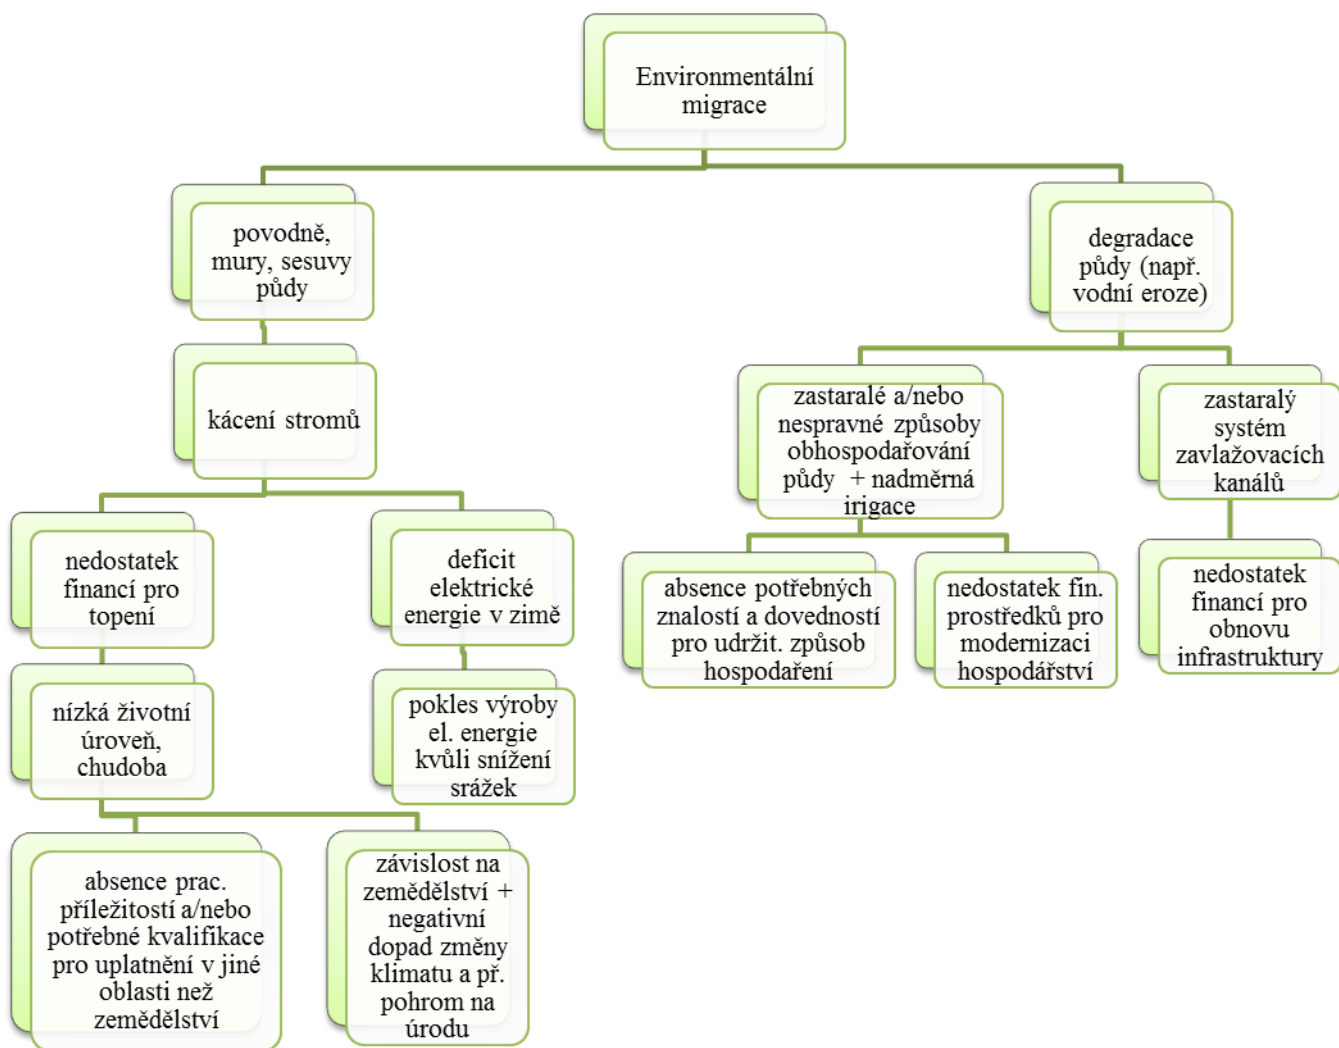 Environmentální
migrace
povodně,
mury, sesuvy
půdy
degradace
půdy (např.
vodní eroze)
kácení stromů
zastaralé a/nebo
nespravné způsoby
obhospodařování
půdy + nadměrná
irigace
zastaralý
systém
zavlažovacích
kanálů
nedostatek
financí pro
topení
deficit
elektrické
energie v zimě
absence potřebných
znalostí a dovedností
pro udržit. způsob
hospodaření
nedostatek fin.
prostředků pro
modernizaci
hospodářství
nedostatek
financí pro
obnovu
infrastruktury
nízká životní
úroveň,
chudoba
pokles výroby
el. energie
kvůli snížení
srážek
absence prac.
příležitostí a/nebo
potřebné kvalifikace
pro uplatnění v jiné
oblasti než
zemědělství
závislost na
zemědělství +
negativní
dopad změny
klimatu a př.
pohrom na
úrodu